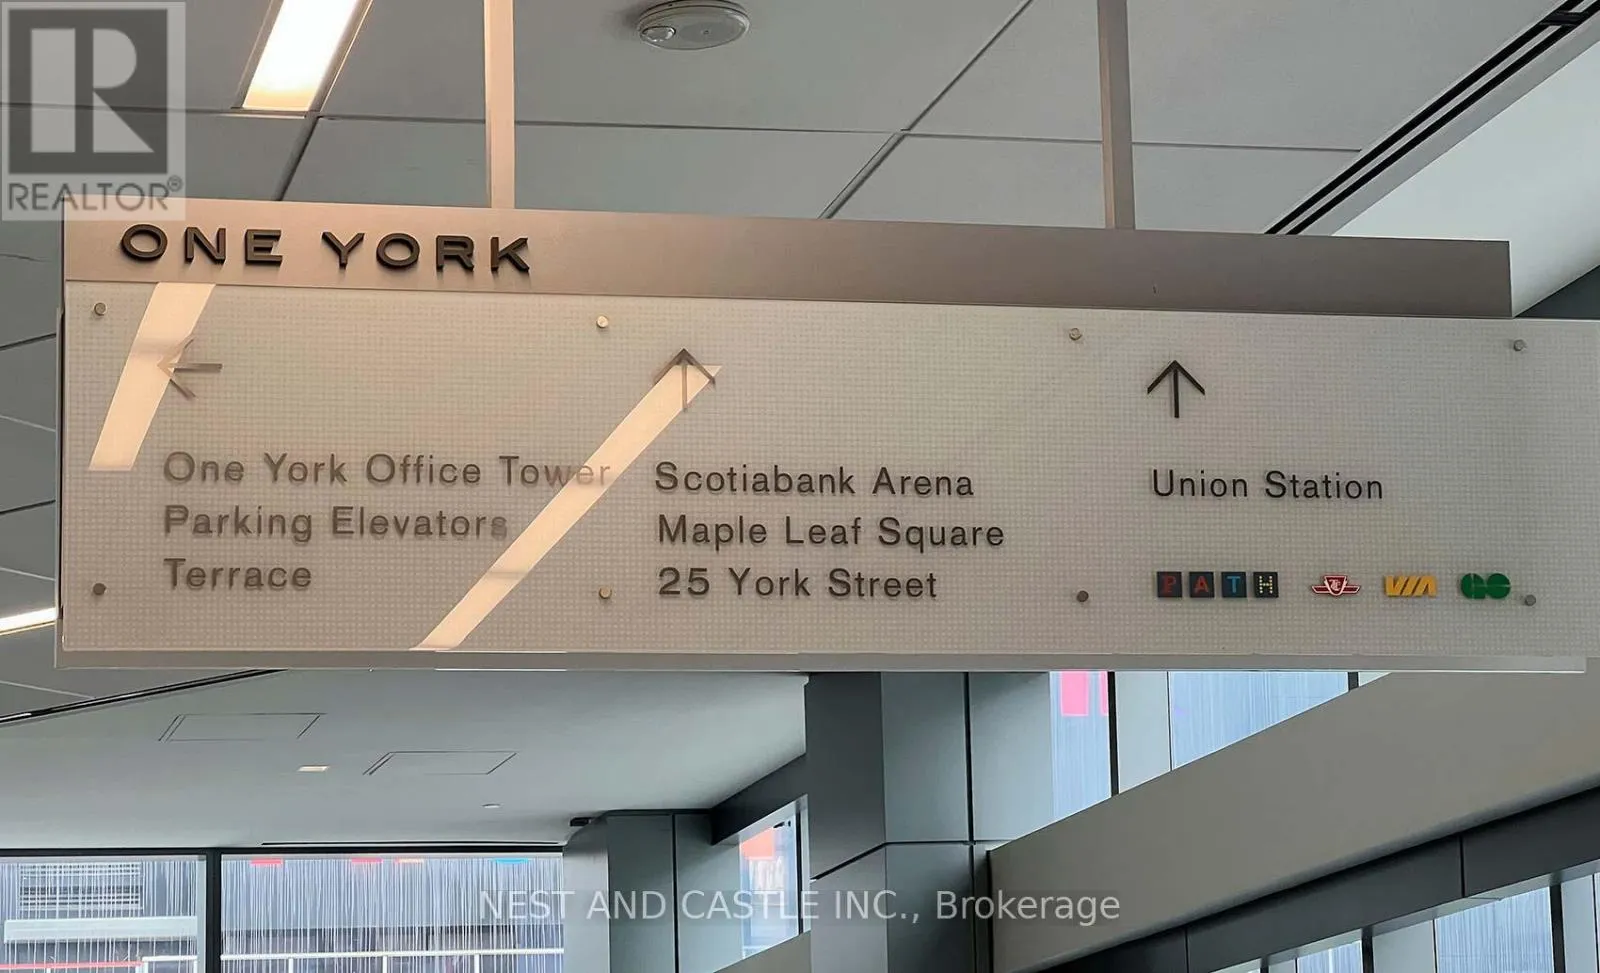 REALTOR®
ONE YORK
One York Office Tower
Parking Elevators
Terrace
Scotiabank Arena
Maple Leaf Square
25 York Street
Union Station
PATH TTC VIA GO
NEST AND CASTLE INC., Brokerage